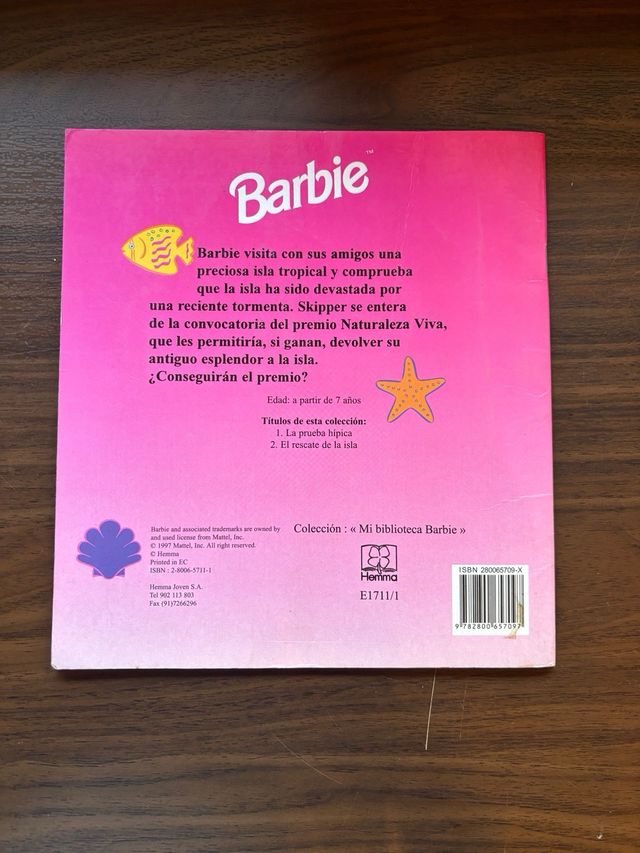 Barbie™
Barbie visita con sus amigos una
preciosa isla tropical y comprueba
que la isla ha sido devastada por
una reciente tormenta. Skipper se entera
de la convocatoria del premio Naturaleza Viva,
que les permitiría, si ganan, devolver su
antiguo esplendor a la isla.
¿Conseguirán el premio?
Edad: a partir de 7 años
Títulos de esta colección:
1. La prueba hípica
2. El rescate de la isla
Barbie and associated trademarks are owned by
and used license from Mattel, Inc.
© 1997 Mattel, Inc. All right reserved.
© Hemma
Printed in EC
ISBN : 2-8006-5711-1
Hemma Joven S.A.
Tel 902 113 803
Fax (91)7266296
Colección : « Mi biblioteca Barbie »
Hemma
E1711/1
ISBN 280065709-X
9 782800 657097